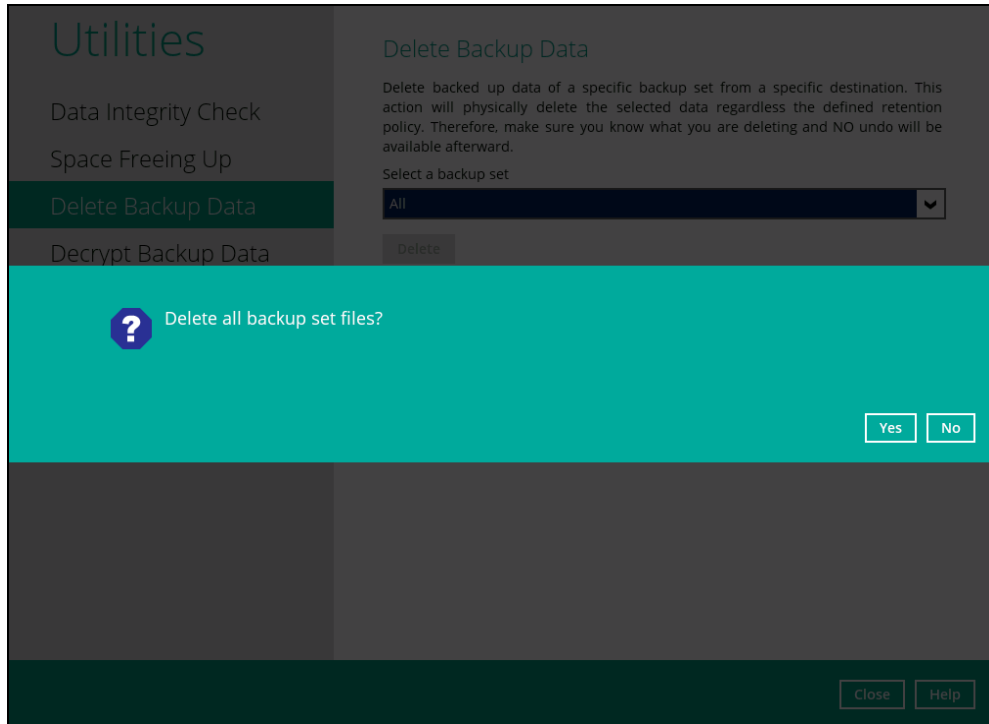 Utilities
Data Integrity Check
Space Freeing Up
Delete Backup Data
Decrypt Backup Data
Delete Backup Data
Delete backed up data of a specific backup set from a specific destination. This
action will physically delete the selected data regardless the defined retention
policy. Therefore, make sure you know what you are deleting and NO undo will be
available afterward.
Select a backup set
All
Delete
?
Delete all backup set files?
Yes
No
Close
Help